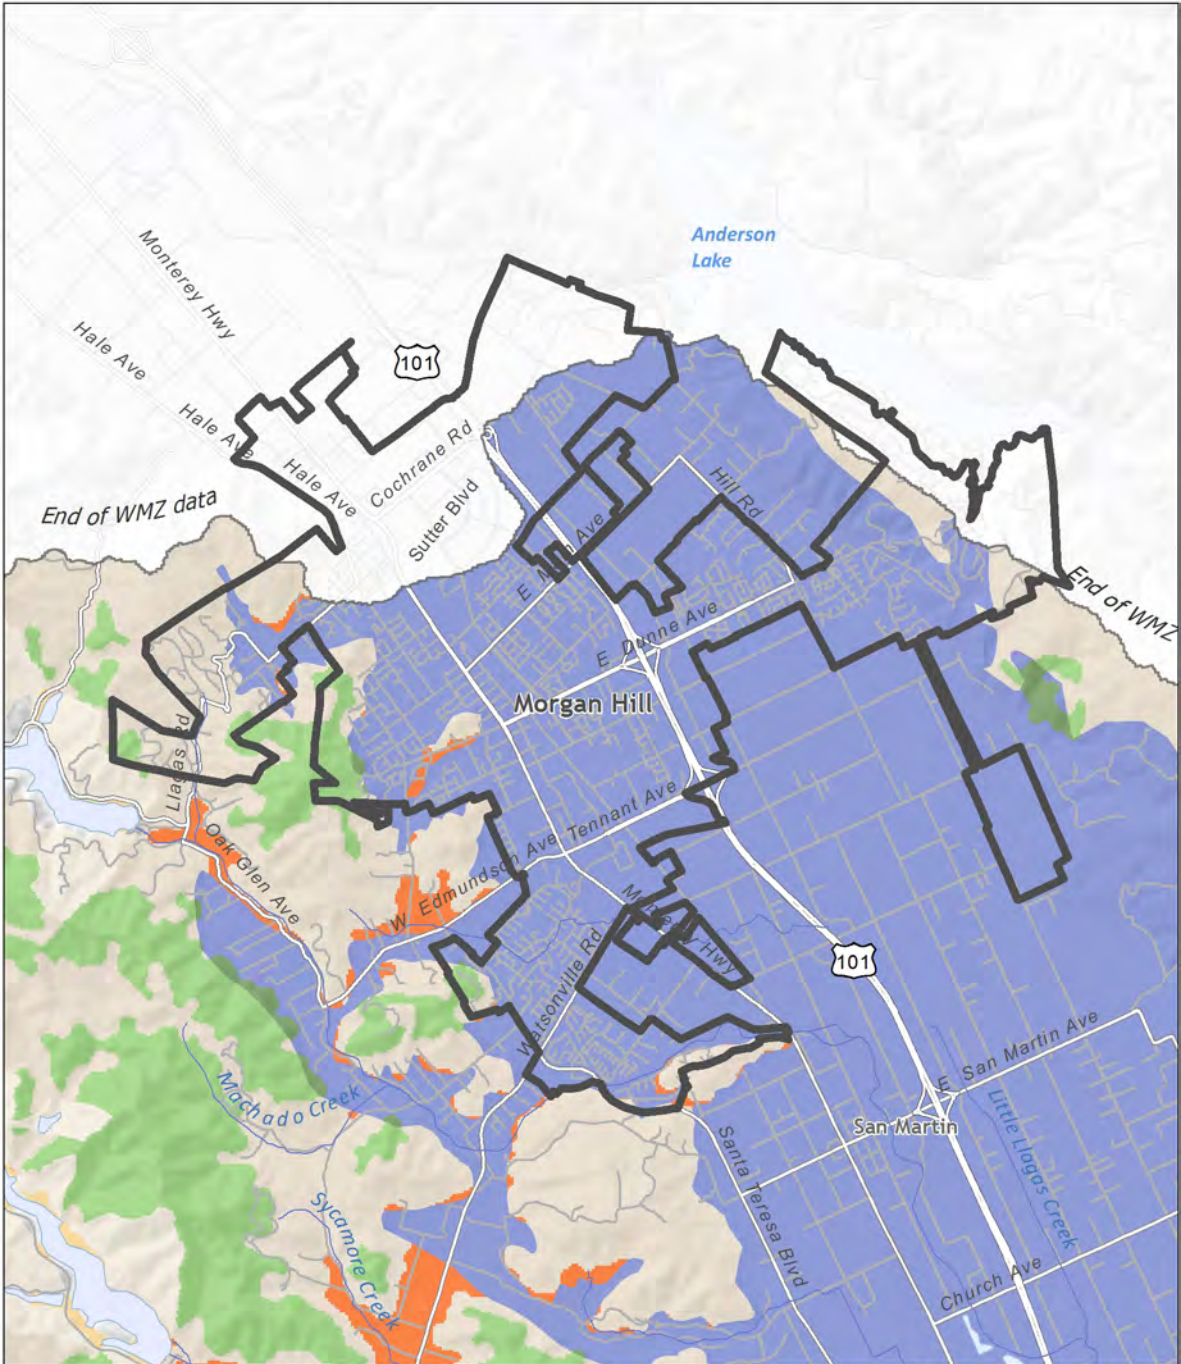 Anderson
Lake
Monterey Hwy
Hale Ave
101
Hale Ave
Hale Ave
Cochrane Rd
Sutter Blvd
End of WMZ data
Hill Rd
E Main Ave
End of WMZ
E Dunne Ave
Morgan Hill
Llagas Rd
Tennant Ave
Oak Glen Ave
W Edmundson Ave
Monterey Hwy
Watsonville Rd
101
E San Martin Ave
Machado Creek
San Martin
Little Llagas Creek
Santa Teresa Blvd
Sycamore Creek
Church Ave